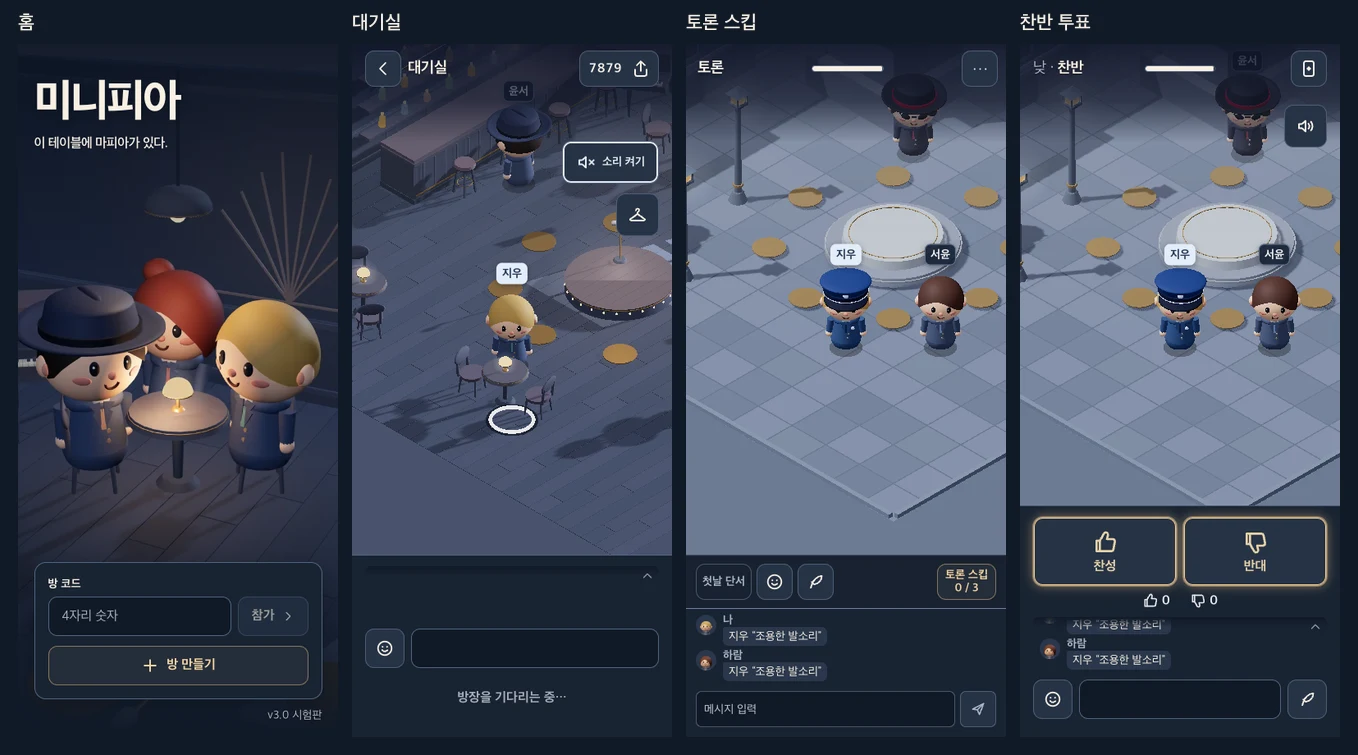 홈
미니피아
이 테이블에 마피아가 있다.
방 코드
4자리 숫자
참가
방 만들기
v3.0 시험판
대기실
대기실
7879
윤서
소리 켜기
지우
방장을 기다리는 중…
토론 스킵
토론
지우
서윤
첫날 단서
토론 스킵
0 / 3
나
지우 "조용한 발소리"
하람
지우 "조용한 발소리"
메시지 입력
찬반 투표
낮 · 찬반
윤서
지우
서윤
찬성
반대
0
0
지우 "조용한 발소리"
하람
지우 "조용한 발소리"